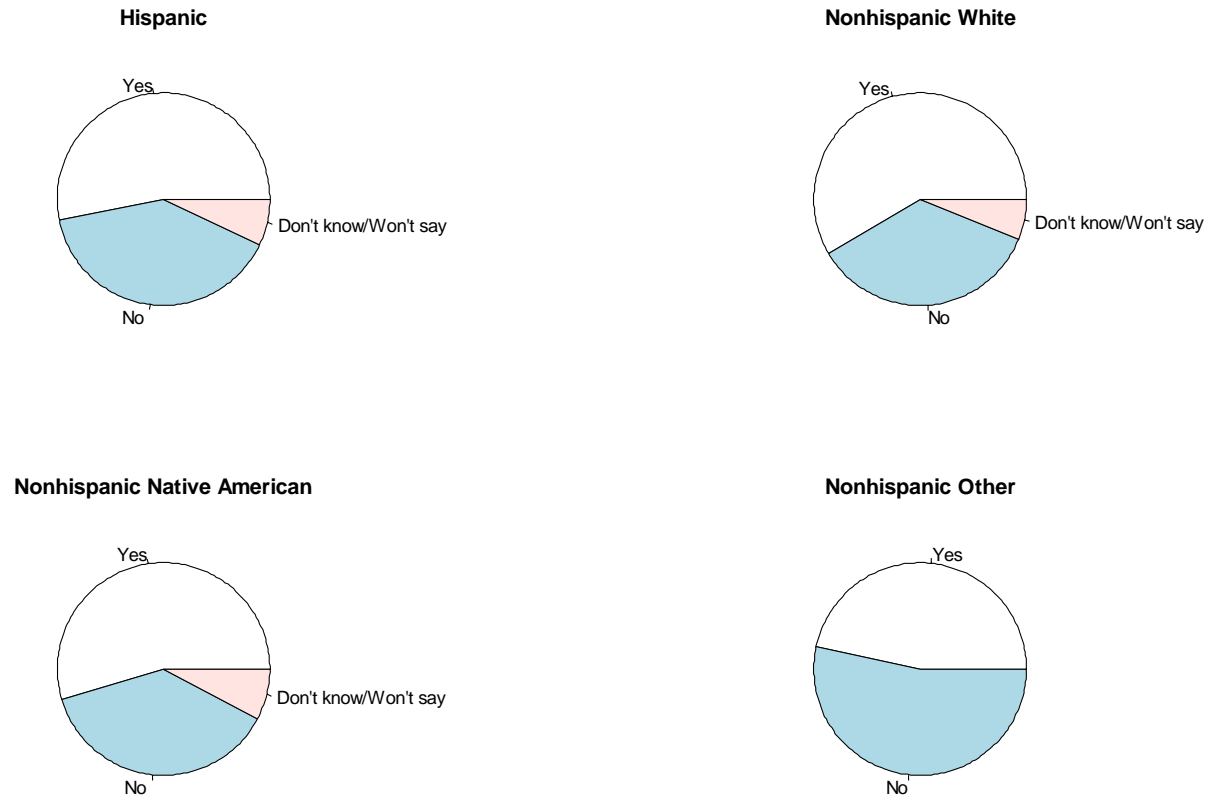 Hispanic
Yes
Don't know/Won't say
No
Nonhispanic White
Yes
Don't know/Won't say
No
Nonhispanic Native American
Yes
Don't know/Won't say
No
Nonhispanic Other
Yes
No